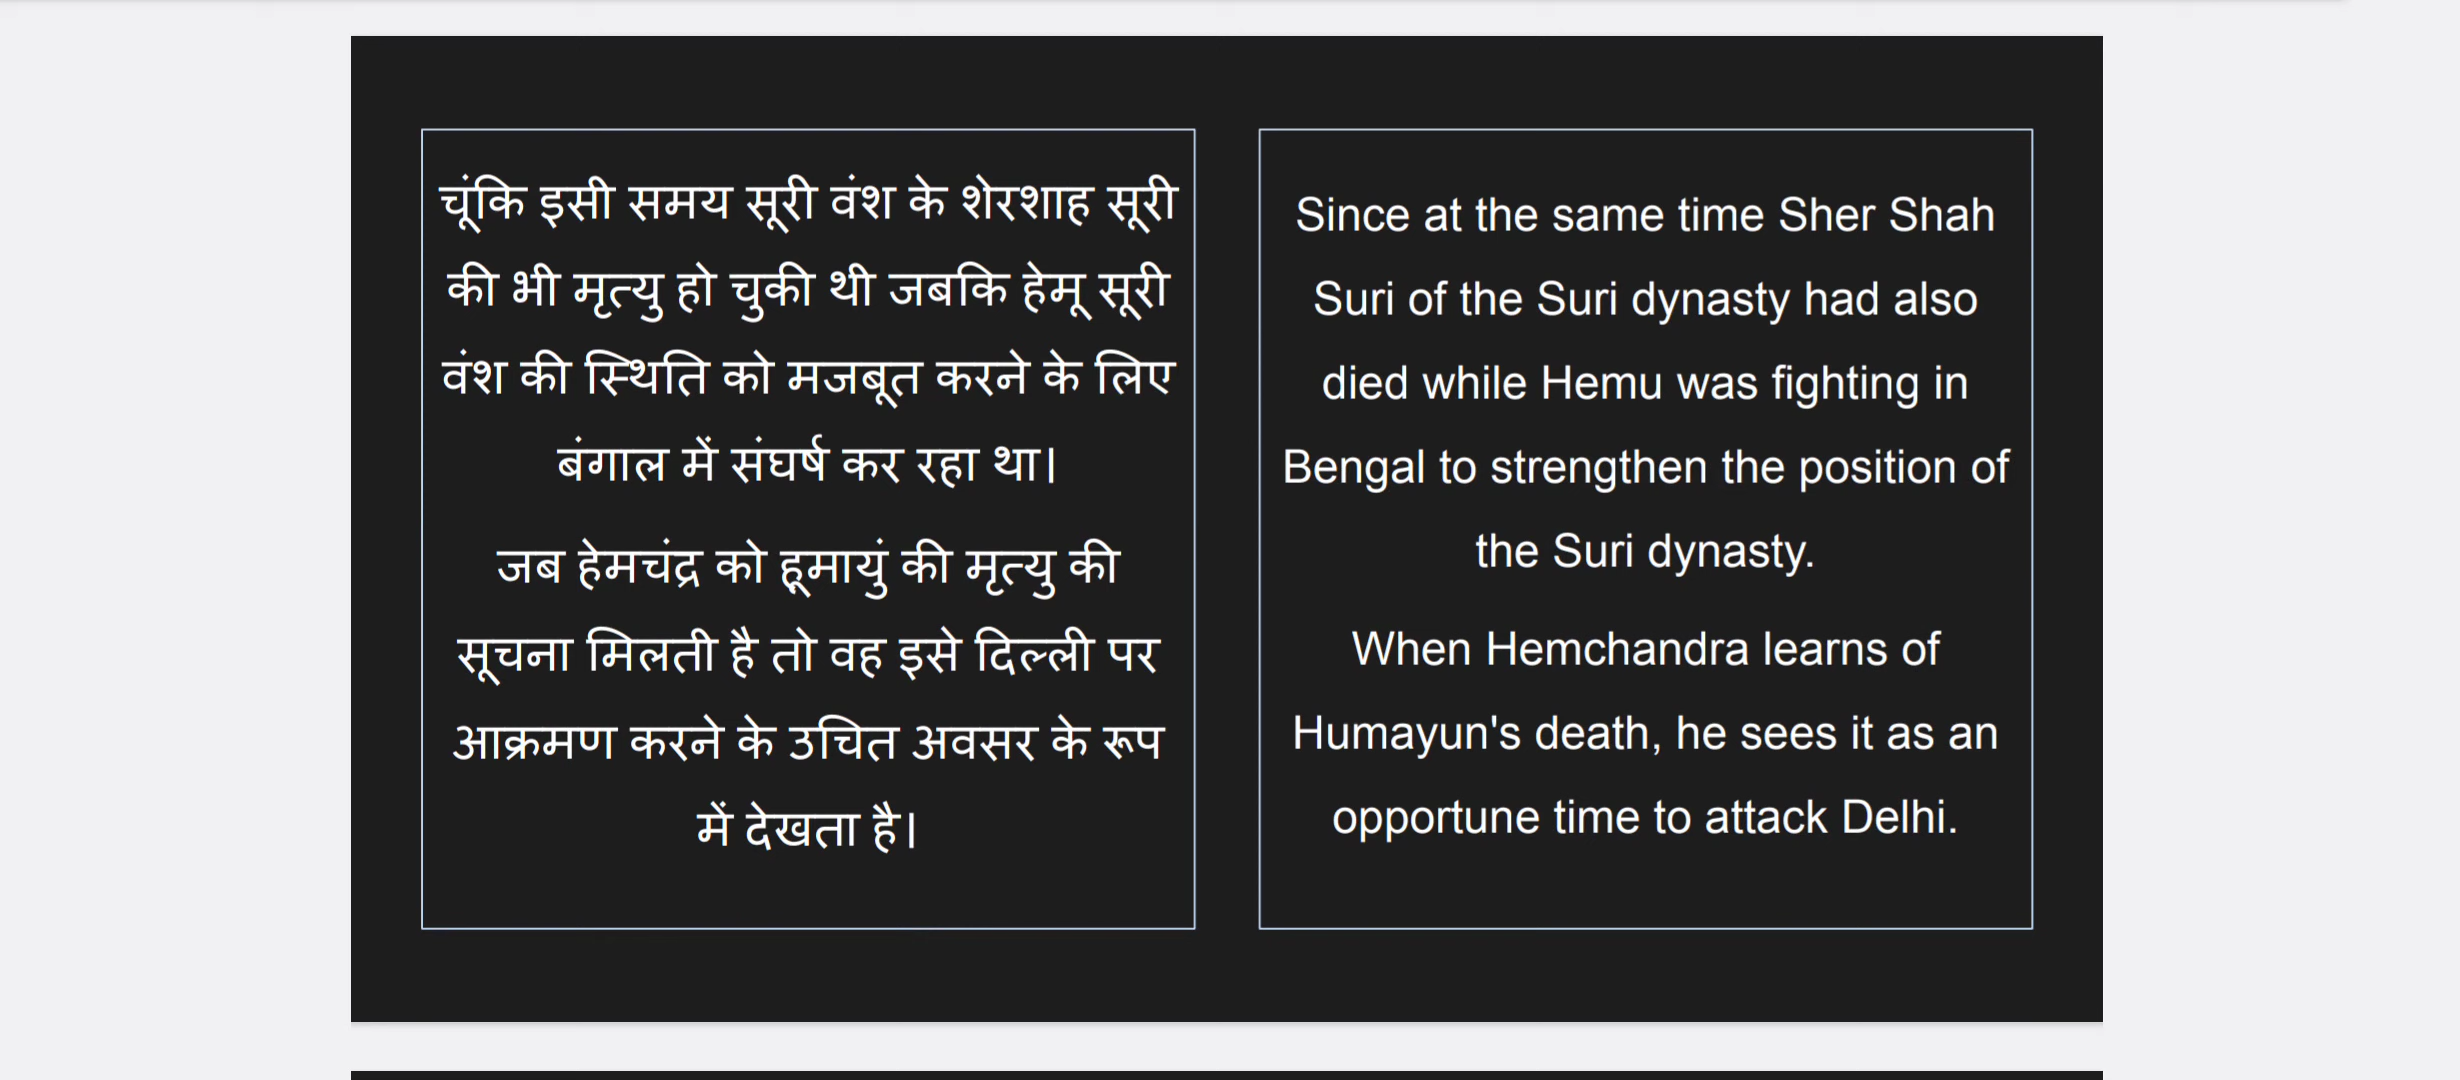 चूंकि इसी समय सूरी वंश के शेरशाह सूरी
की भी मृत्यु हो चुकी थी जबकि हेमू सूरी
वंश की स्थिति को मजबूत करने के लिए
बंगाल में संघर्ष कर रहा था।
जब हेमचंद्र को हूमायुं की मृत्यु की
सूचना मिलती है तो वह इसे दिल्ली पर
आक्रमण करने के उचित अवसर के रूप
में देखता है।
Since at the same time Sher Shah
Suri of the Suri dynasty had also
died while Hemu was fighting in
Bengal to strengthen the position of
the Suri dynasty.
When Hemchandra learns of
Humayun's death, he sees it as an
opportune time to attack Delhi.